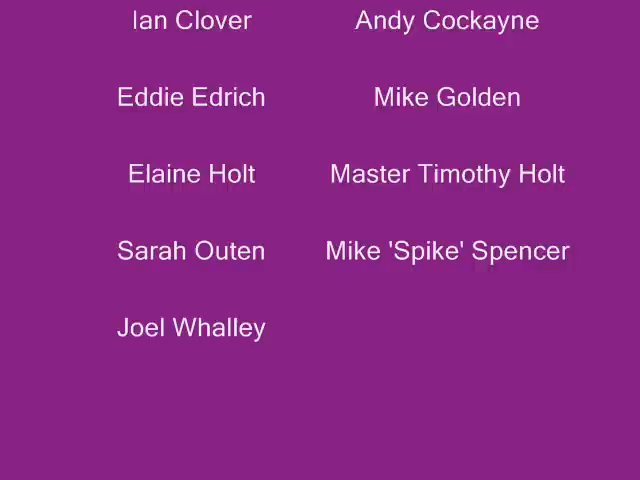 Ian Clover Andy Cockayne
Eddie Edrich Mike Golden
Elaine Holt Master Timothy Holt
Sarah Outen Mike 'Spike' Spencer
Joel Whalley